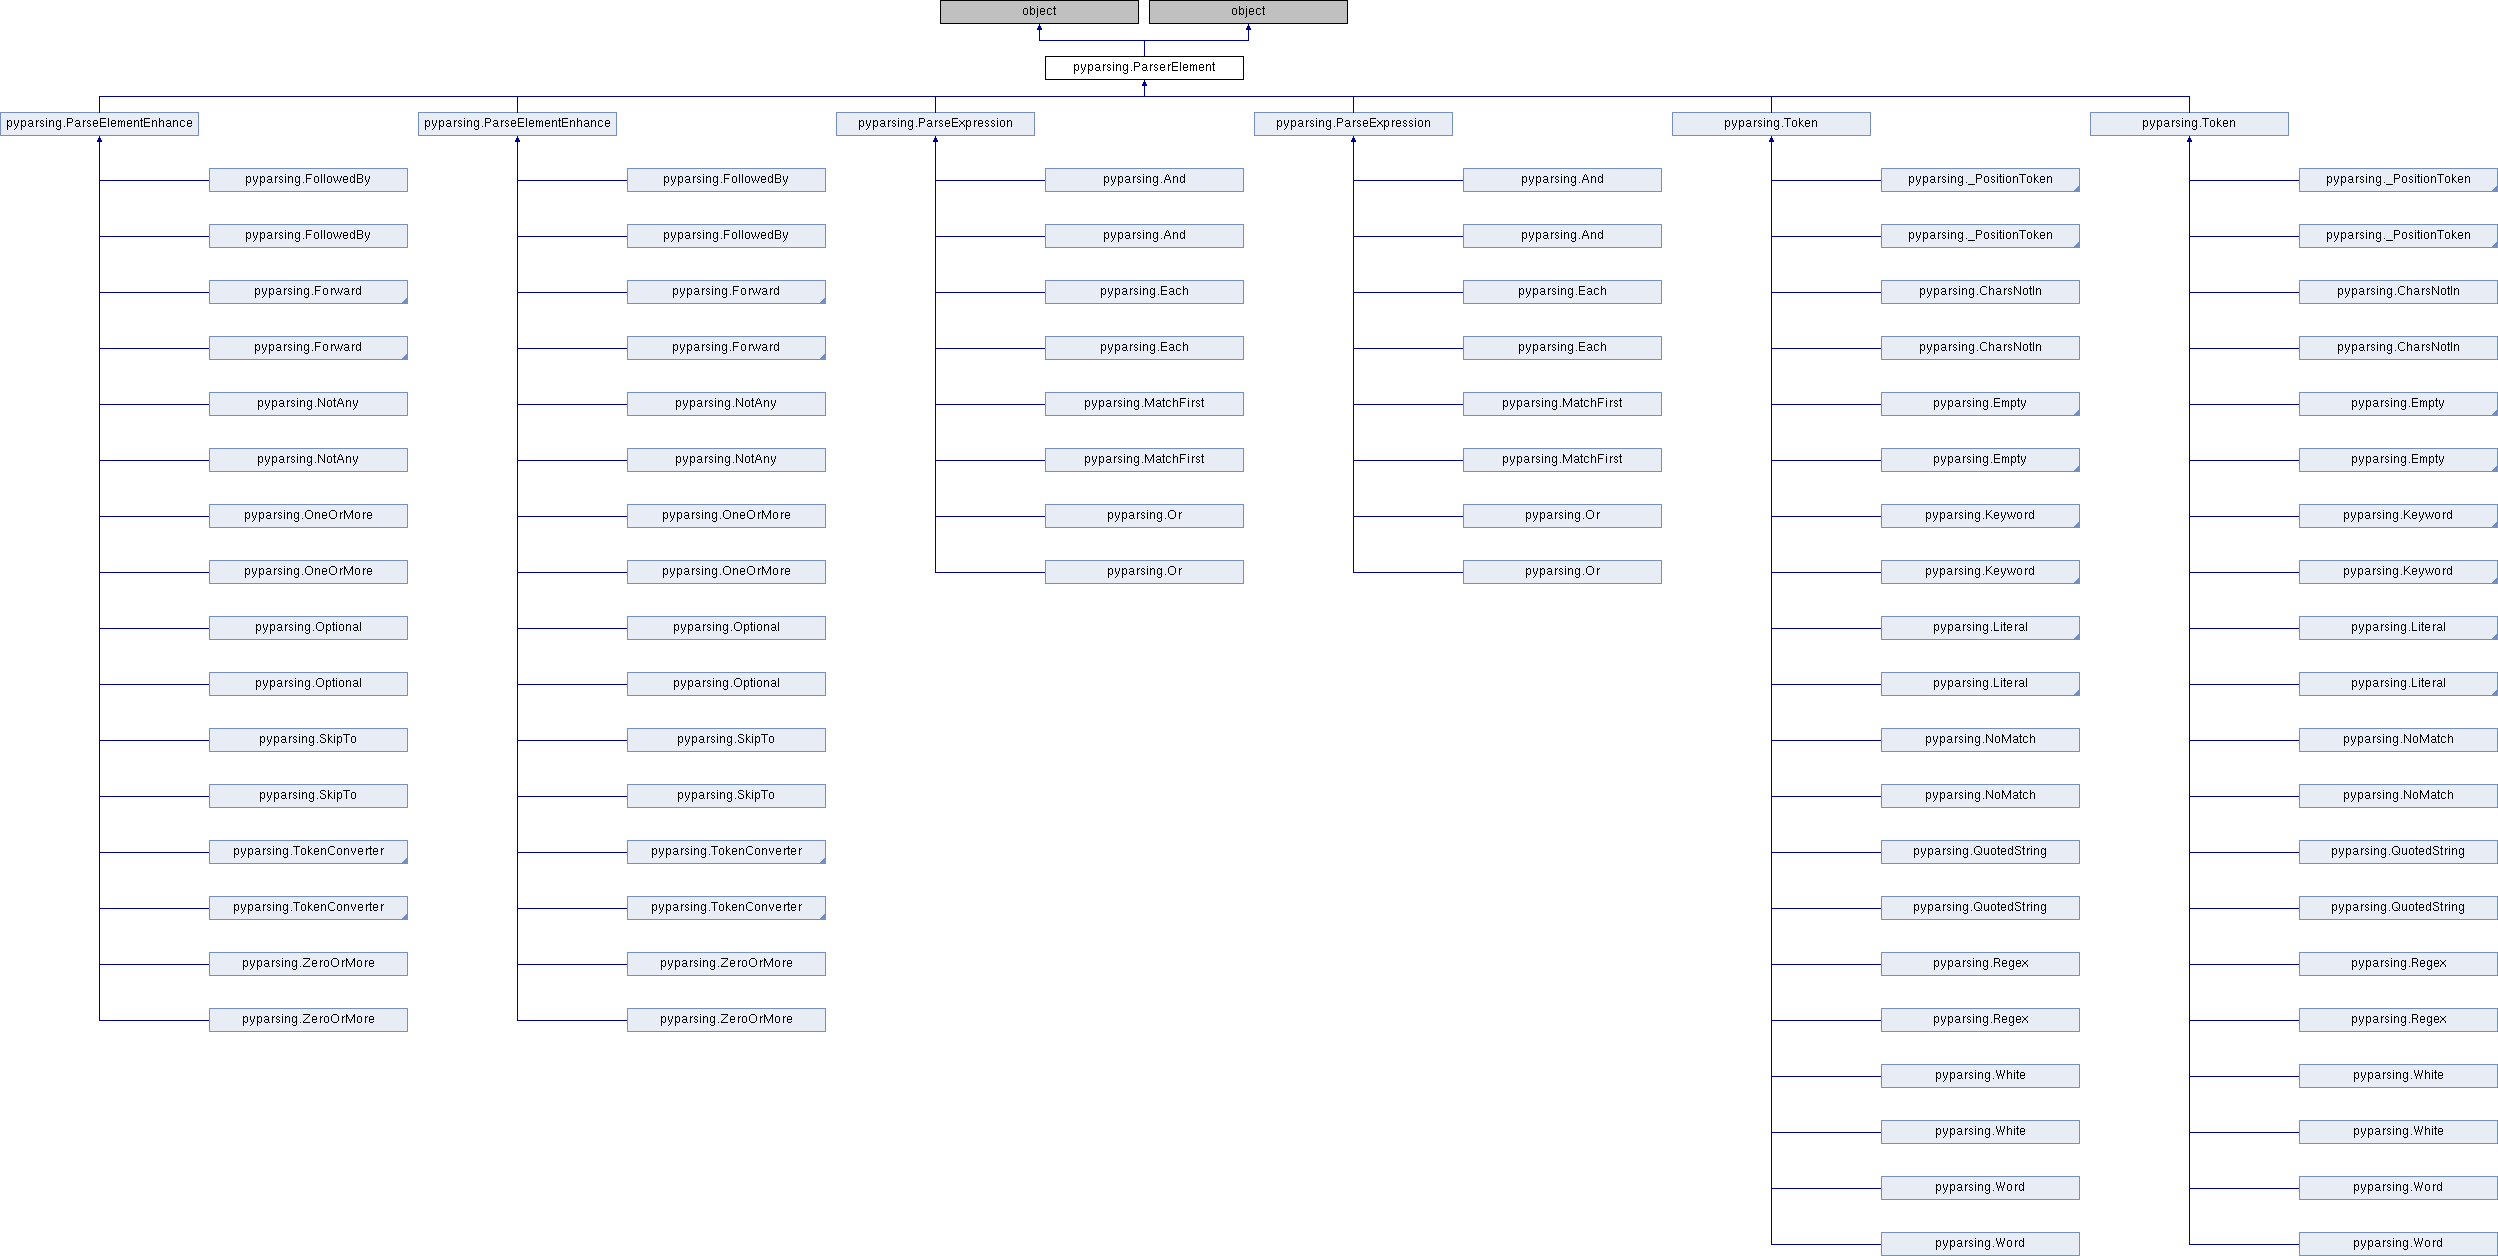 object
object
pyparsing.ParserElement
pyparsing.ParseElementEnhance
pyparsing.ParseElementEnhance
pyparsing.ParseExpression
pyparsing.ParseExpression
pyparsing.Token
pyparsing.Token
pyparsing.FollowedBy
pyparsing.FollowedBy
pyparsing.And
pyparsing.And
pyparsing._PositionToken
pyparsing._PositionToken
pyparsing.FollowedBy
pyparsing.FollowedBy
pyparsing.And
pyparsing.And
pyparsing._PositionToken
pyparsing._PositionToken
pyparsing.Forward
pyparsing.Forward
pyparsing.Each
pyparsing.Each
pyparsing.CharsNotIn
pyparsing.CharsNotIn
pyparsing.Forward
pyparsing.Forward
pyparsing.Each
pyparsing.Each
pyparsing.CharsNotIn
pyparsing.CharsNotIn
pyparsing.NotAny
pyparsing.NotAny
pyparsing.MatchFirst
pyparsing.MatchFirst
pyparsing.Empty
pyparsing.Empty
pyparsing.NotAny
pyparsing.NotAny
pyparsing.MatchFirst
pyparsing.MatchFirst
pyparsing.Empty
pyparsing.Empty
pyparsing.OneOrMore
pyparsing.OneOrMore
pyparsing.Or
pyparsing.Or
pyparsing.Keyword
pyparsing.Keyword
pyparsing.OneOrMore
pyparsing.OneOrMore
pyparsing.Or
pyparsing.Or
pyparsing.Keyword
pyparsing.Keyword
pyparsing.Optional
pyparsing.Optional
pyparsing.Literal
pyparsing.Literal
pyparsing.Optional
pyparsing.Optional
pyparsing.Literal
pyparsing.Literal
pyparsing.SkipTo
pyparsing.SkipTo
pyparsing.NoMatch
pyparsing.NoMatch
pyparsing.SkipTo
pyparsing.SkipTo
pyparsing.NoMatch
pyparsing.NoMatch
pyparsing.TokenConverter
pyparsing.TokenConverter
pyparsing.QuotedString
pyparsing.QuotedString
pyparsing.TokenConverter
pyparsing.TokenConverter
pyparsing.QuotedString
pyparsing.QuotedString
pyparsing.ZeroOrMore
pyparsing.ZeroOrMore
pyparsing.Regex
pyparsing.Regex
pyparsing.ZeroOrMore
pyparsing.ZeroOrMore
pyparsing.Regex
pyparsing.Regex
pyparsing.White
pyparsing.White
pyparsing.White
pyparsing.White
pyparsing.Word
pyparsing.Word
pyparsing.Word
pyparsing.Word